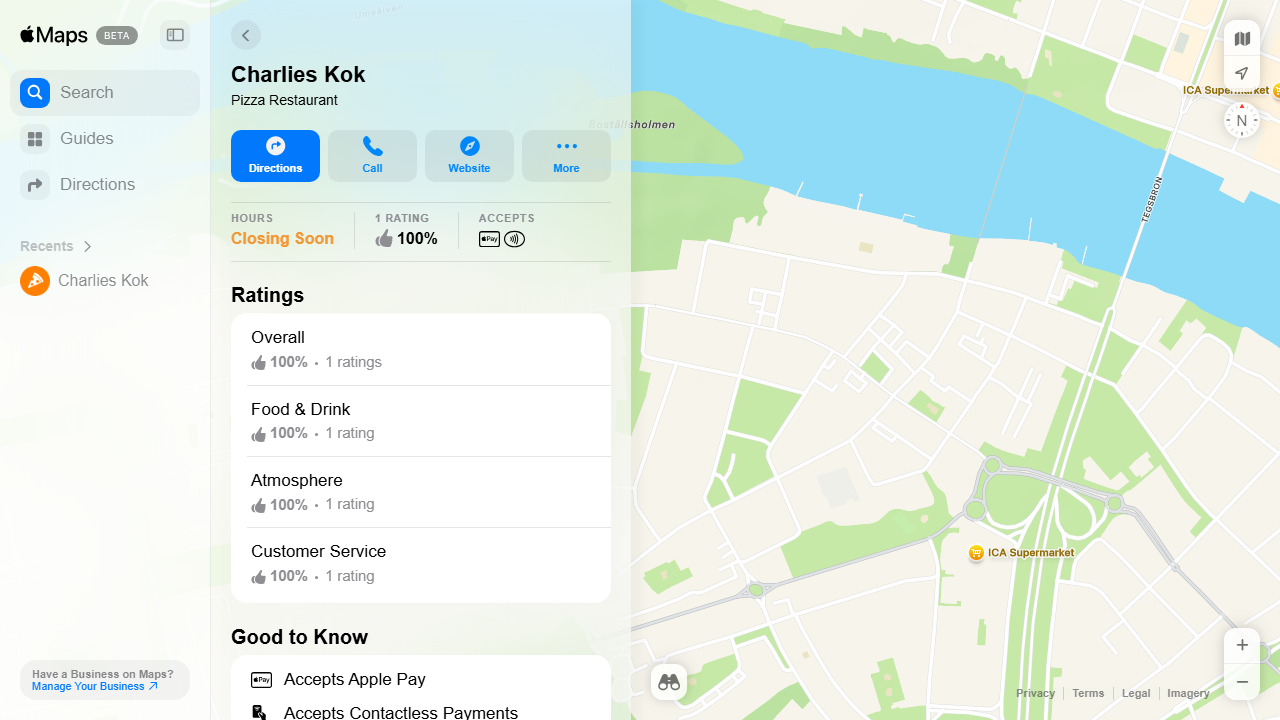 Maps BETA
Search
Guides
Directions
Recents
Charlies Kok
Have a Business on Maps?
Manage Your Business
Charlies Kok
Pizza Restaurant
Directions
Call
Website
More
HOURS
Closing Soon
1 RATING
100%
ACCEPTS
Pay
Ratings
Overall
100% • 1 ratings
Food & Drink
100% • 1 rating
Atmosphere
100% • 1 rating
Customer Service
100% • 1 rating
Good to Know
Pay Accepts Apple Pay
Accepts Contactless Payments
Umeälven
Boställsholmen
ICA Supermarket
N
TEGSBRON
ICA Supermarket
Privacy
Terms
Legal
Imagery